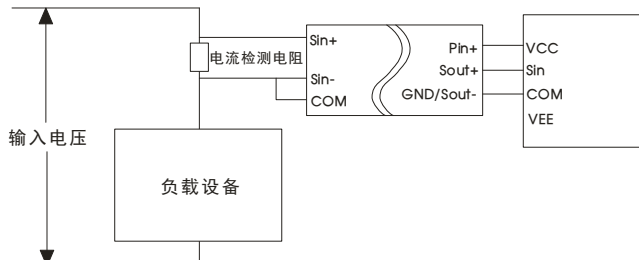 Sin+
电流检测电阻
Sin-
COM
Pin+
Sout+
GND/Sout-
VCC
Sin
COM
VEE
输入电压
负载设备